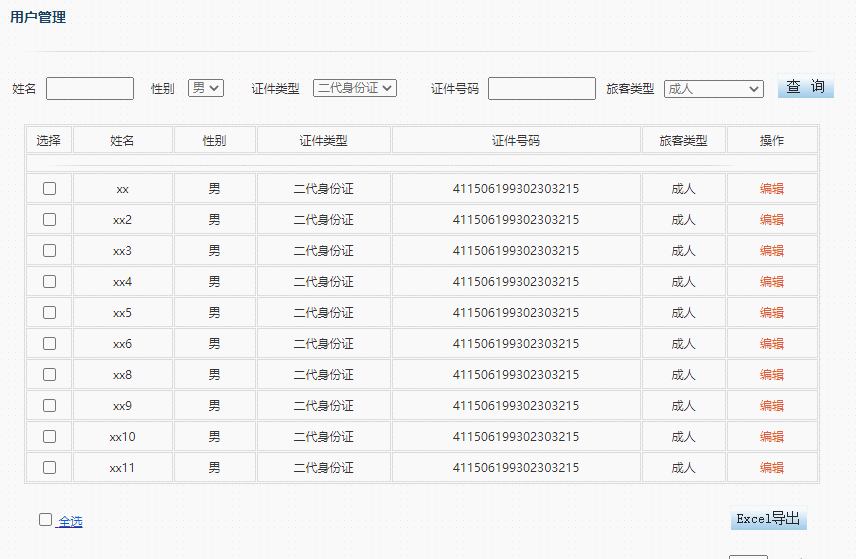 用户管理
姓名 性别 男 证件类型 二代身份证 证件号码 旅客类型 成人 查 询
选择 姓名 性别 证件类型 证件号码 旅客类型 操作
xx 男 二代身份证 411506199302303215 成人 编辑
xx2 男 二代身份证 411506199302303215 成人 编辑
xx3 男 二代身份证 411506199302303215 成人 编辑
xx4 男 二代身份证 411506199302303215 成人 编辑
xx5 男 二代身份证 411506199302303215 成人 编辑
xx6 男 二代身份证 411506199302303215 成人 编辑
xx8 男 二代身份证 411506199302303215 成人 编辑
xx9 男 二代身份证 411506199302303215 成人 编辑
xx10 男 二代身份证 411506199302303215 成人 编辑
xx11 男 二代身份证 411506199302303215 成人 编辑
全选 Excel导出